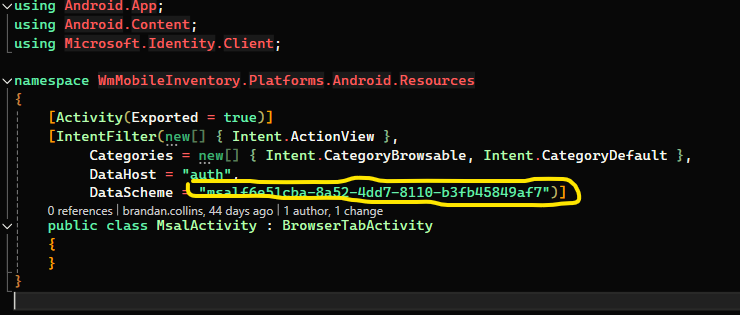 using Android.App;
using Android.Content;
using Microsoft.Identity.Client;
namespace WmMobileInventory.Platforms.Android.Resources
{
[Activity(Exported = true)]
[IntentFilter(new[] { Intent.ActionView },
Categories = new[] { Intent.CategoryBrowsable, Intent.CategoryDefault },
DataHost = "auth",
DataScheme = "msalf6e51cba-8a52-4dd7-8110-b3fb45849af7")]
0 references | brandan.collins, 44 days ago | 1 author, 1 change
public class MsalActivity : BrowserTabActivity
{
}
}